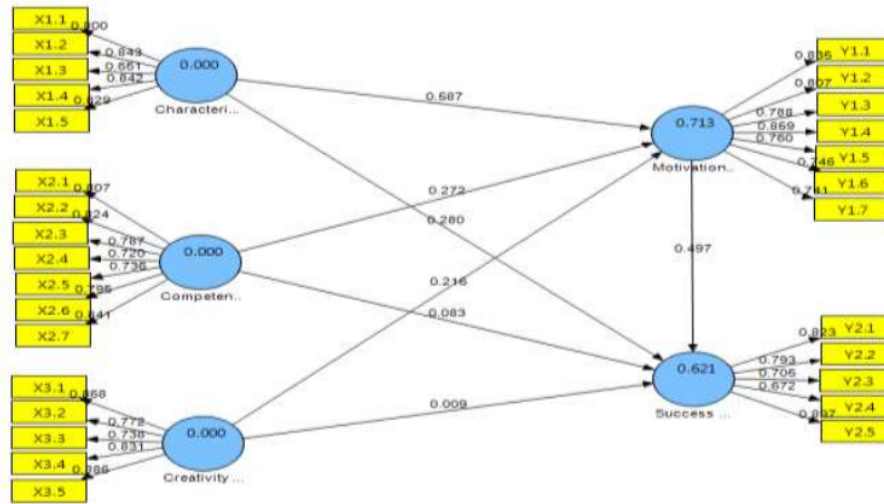 X1.1
X1.2
X1.3
X1.4
X1.5
0.800
0.843
0.661
0.842
0.829
0.000
Characteri...
X2.1
X2.2
X2.3
X2.4
X2.5
X2.6
X2.7
0.807
0.824
0.787
0.720
0.736
0.795
0.841
0.000
Competen..
X3.1
X3.2
X3.3
X3.4
X3.5
0.868
0.772
0.738
0.831
0.886
0.000
Creativity ...
0.587
0.272
0.280
0.216
0.083
0.009
0.497
0.713
Motivation..
0.835
0.807
0.788
0.869
0.760
0.746
0.741
Y1.1
Y1.2
Y1.3
Y1.4
Y1.5
Y1.6
Y1.7
0.621
Success ...
0.823
0.793
0.706
0.672
Y2.1
Y2.2
Y2.3
Y2.4
Y2.5